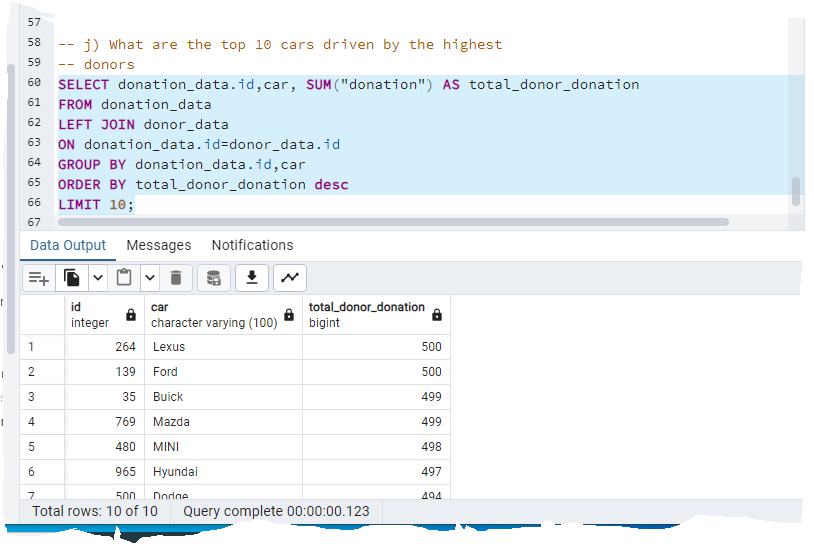 57
58 -- j) What are the top 10 cars driven by the highest
59 -- donors
60 SELECT donation_data.id,car, SUM("donation") AS total_donor_donation
61 FROM donation_data
62 LEFT JOIN donor_data
63 ON donation_data.id=donor_data.id
64 GROUP BY donation_data.id,car
65 ORDER BY total_donor_donation desc
66 LIMIT 10;
67
Data Output Messages Notifications
id car total_donor_donation
integer character varying (100) bigint
1 264 Lexus 500
2 139 Ford 500
3 35 Buick 499
4 769 Mazda 499
5 480 MINI 498
6 965 Hyundai 497
7 500 Dodge 494
Total rows: 10 of 10 Query complete 00:00:00.123